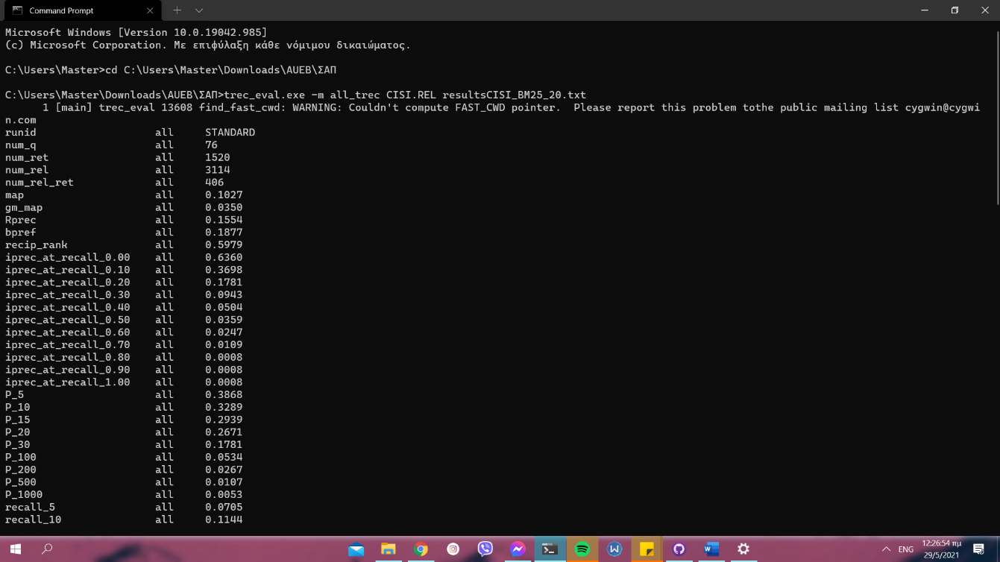 Command Prompt
Microsoft Windows [Version 10.0.19042.985]
(c) Microsoft Corporation. Με επιφύλαξη κάθε νόμιμου δικαιώματος.
C:\Users\Master>cd C:\Users\Master\Downloads\AUEB\ΣΑΠ
C:\Users\Master\Downloads\AUEB\ΣΑΠ>trec_eval.exe -m all_trec CISI.REL resultsCISI_BM25_20.txt
1 [main] trec_eval 13608 find_fast_cwd: WARNING: Couldn't compute FAST_CWD pointer.  Please report this problem tothe public mailing list cygwin@cygwi
n.com
runid all STANDARD
num_q all 76
num_ret all 1520
num_rel all 3114
num_rel_ret all 406
map all 0.1027
gm_map all 0.0350
Rprec all 0.1554
bpref all 0.1877
recip_rank all 0.5979
iprec_at_recall_0.00 all 0.6360
iprec_at_recall_0.10 all 0.3698
iprec_at_recall_0.20 all 0.1781
iprec_at_recall_0.30 all 0.0943
iprec_at_recall_0.40 all 0.0504
iprec_at_recall_0.50 all 0.0359
iprec_at_recall_0.60 all 0.0247
iprec_at_recall_0.70 all 0.0109
iprec_at_recall_0.80 all 0.0008
iprec_at_recall_0.90 all 0.0008
iprec_at_recall_1.00 all 0.0008
P_5 all 0.3868
P_10 all 0.3289
P_15 all 0.2939
P_20 all 0.2671
P_30 all 0.1781
P_100 all 0.0534
P_200 all 0.0267
P_500 all 0.0107
P_1000 all 0.0053
recall_5 all 0.0705
recall_10 all 0.1144
ΕΝG
12:26:54 πμ
29/5/2021